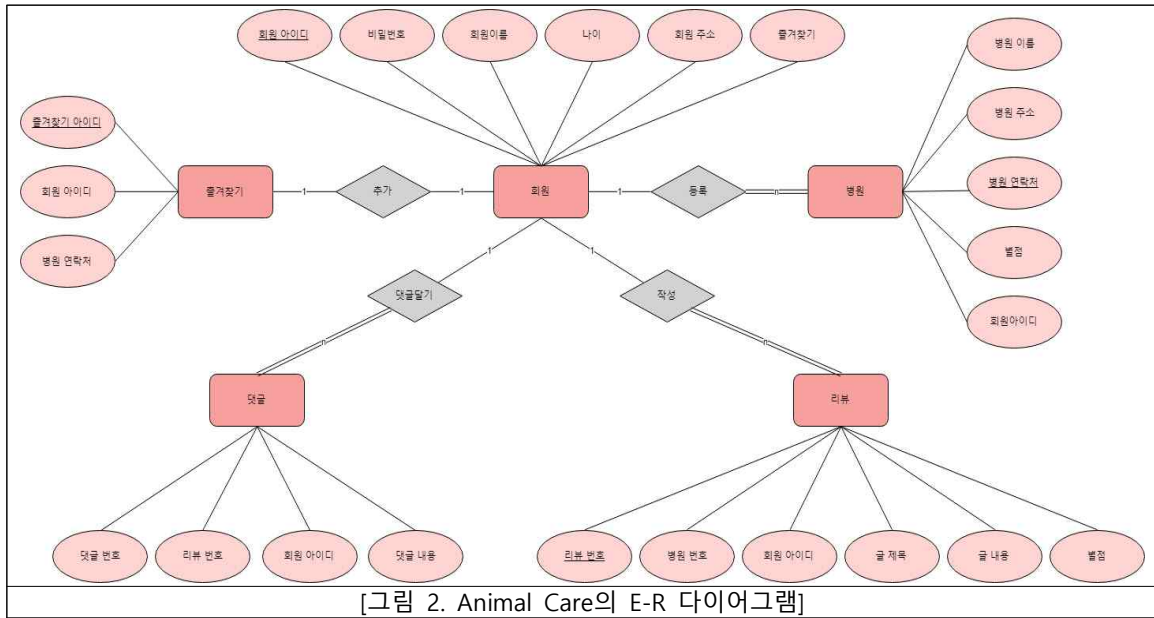 회원 아이디
비밀번호
회원이름
나이
회원 주소
즐겨찾기
병원 이름
즐겨찾기 아이디
병원 주소
회원 아이디
즐겨찾기
1
추가
1
회원
1
등록
n
병원
병원 연락처
병원 연락처
별점
1
1
댓글달기
작성
회원아이디
n
n
댓글
리뷰
댓글 번호
리뷰 번호
회원 아이디
댓글 내용
리뷰 번호
병원 번호
회원 아이디
글 제목
글 내용
별점
[그림 2. Animal Care의 E-R 다이어그램]